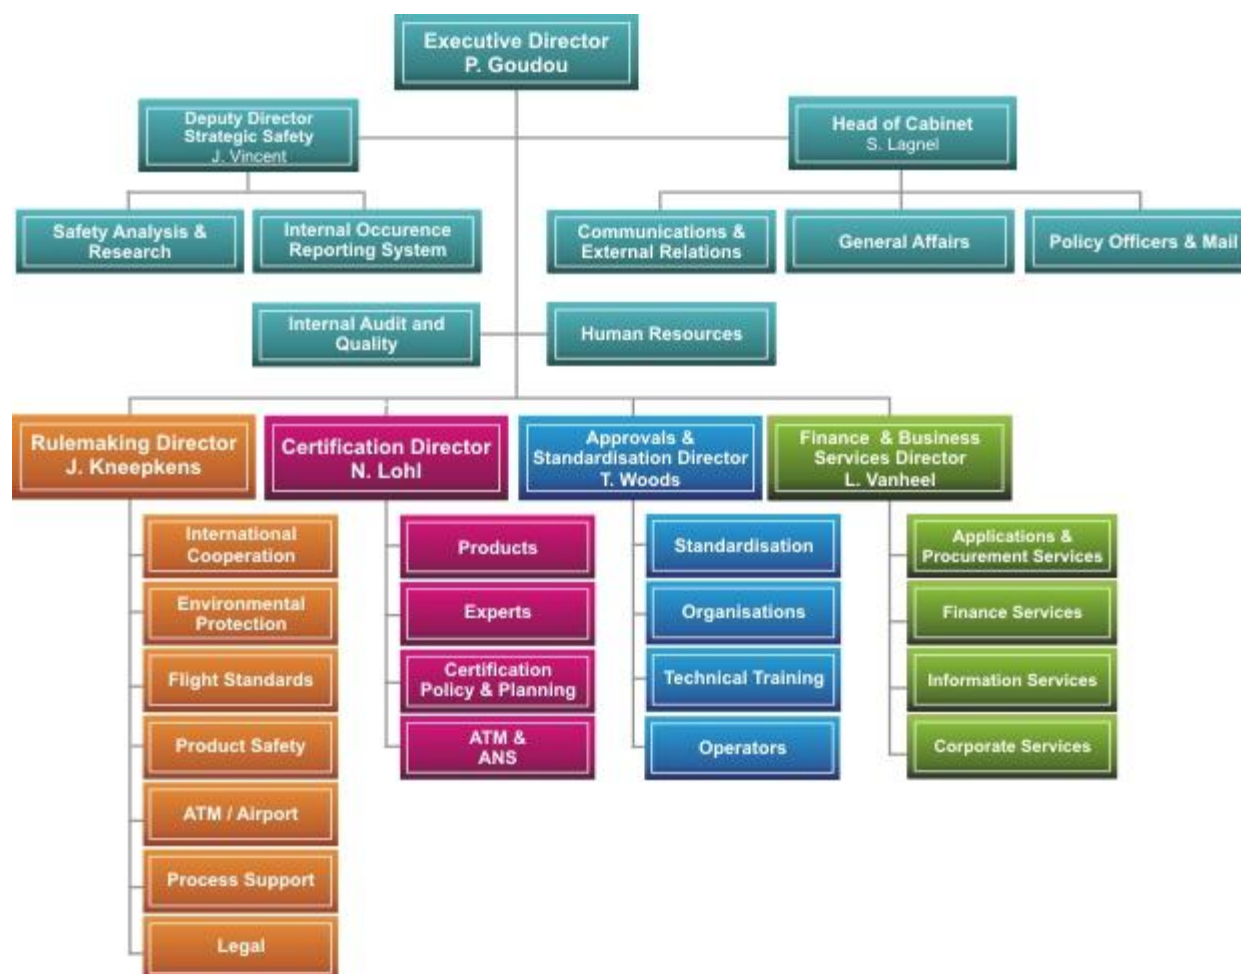 Executive Director
P. Goudou
Deputy Director
Strategic Safety
J. Vincent
Head of Cabinet
S. Lagnel
Safety Analysis &
Research
Internal Occurence
Reporting System
Communications &
External Relations
General Affairs
Policy Officers & Mail
Internal Audit and
Quality
Human Resources
Rulemaking Director
J. Kneepkens
Certification Director
N. Lohl
Approvals &
Standardisation Director
T. Woods
Finance & Business
Services Director
L. Vanheel
International
Cooperation
Environmental
Protection
Flight Standards
Product Safety
ATM / Airport
Process Support
Legal
Products
Experts
Certification
Policy & Planning
ATM &
ANS
Standardisation
Organisations
Technical Training
Operators
Applications &
Procurement Services
Finance Services
Information Services
Corporate Services